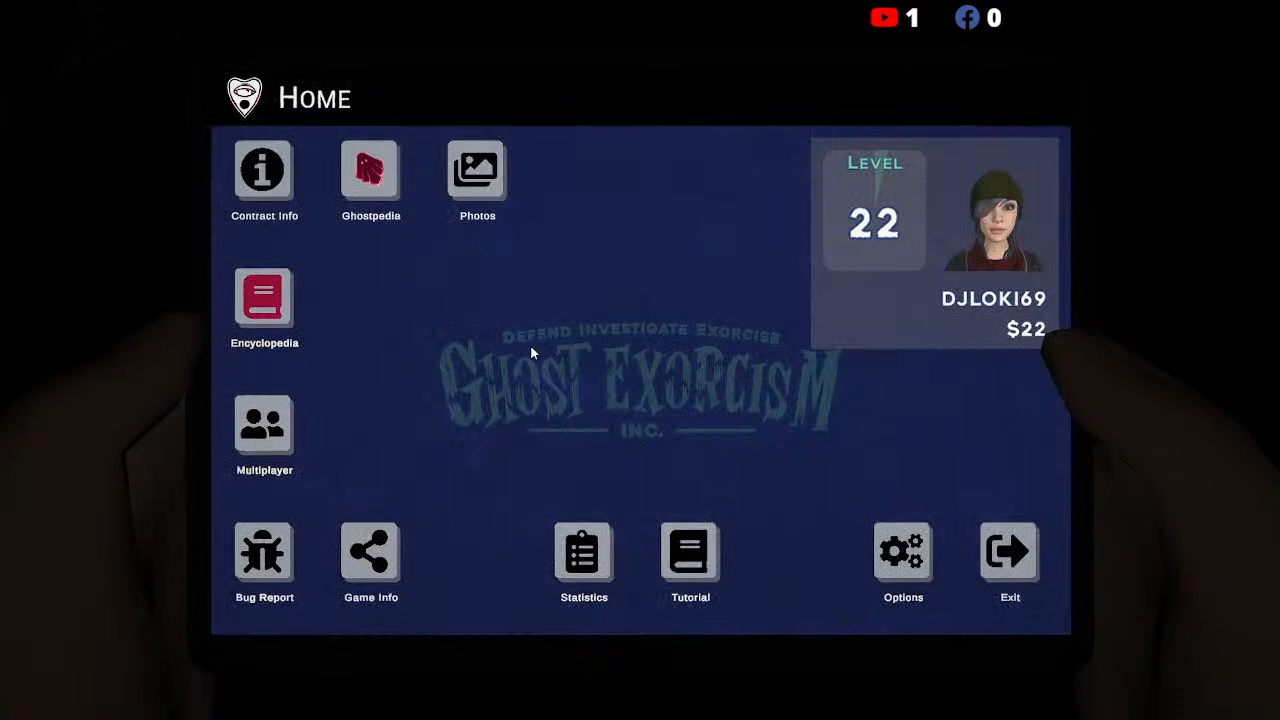 1 0
HOME
Contract Info Ghostpedia Photos
LEVEL
22
DJLOKI69
$22
Encyclopedia
DEFEND INVESTIGATE EXORCISE
GHOST EXORCISM
INC.
Multiplayer
Bug Report Game Info Statistics Tutorial Options Exit